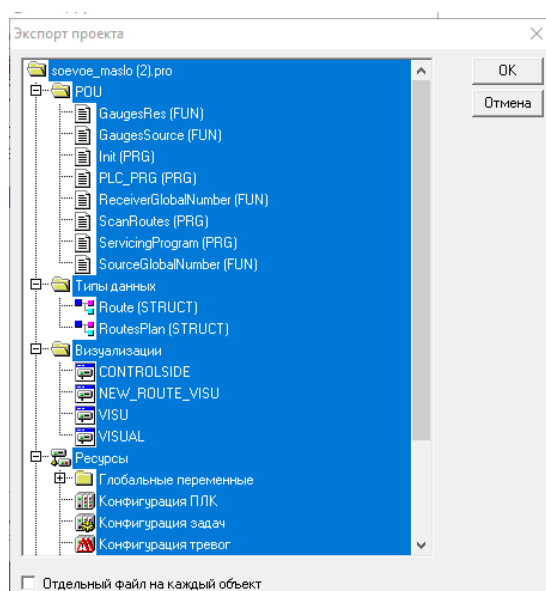 Экспорт проекта
soevoe_maslo (2).pro
OK
POU
Отмена
GaugesRes (FUN)
GaugesSource (FUN)
Init (PRG)
PLC_PRG (PRG)
ReceiverGlobalNumber (FUN)
ScanRoutes (PRG)
ServicingProgram (PRG)
SourceGlobalNumber (FUN)
Типы данных
Route (STRUCT)
RoutesPlan (STRUCT)
Визуализации
CONTROLSIDE
NEW_ROUTE_VISU
VISU
VISUAL
Ресурсы
Глобальные переменные
Конфигурация ПЛК
Конфигурация задач
Конфигурация тревог
Отдельный файл на каждый объект